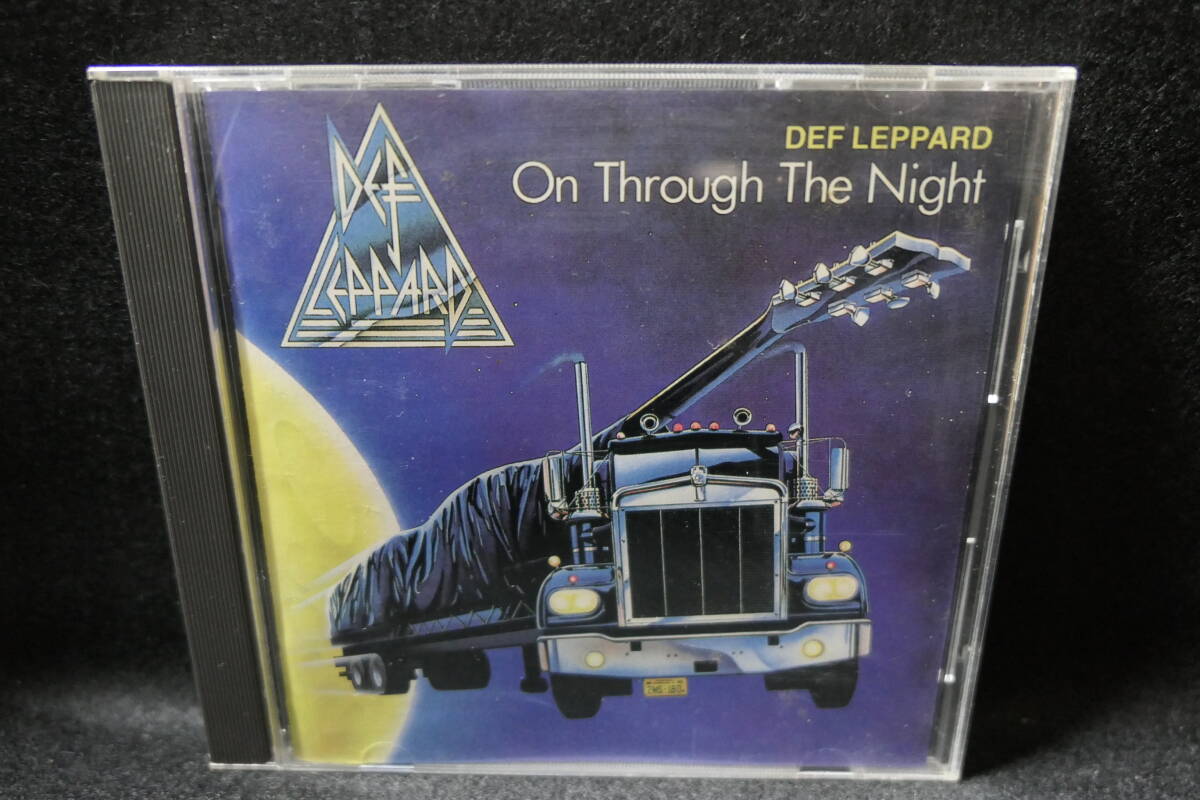 DEF
LEPPARD
DEF LEPPARD
On Through The Night